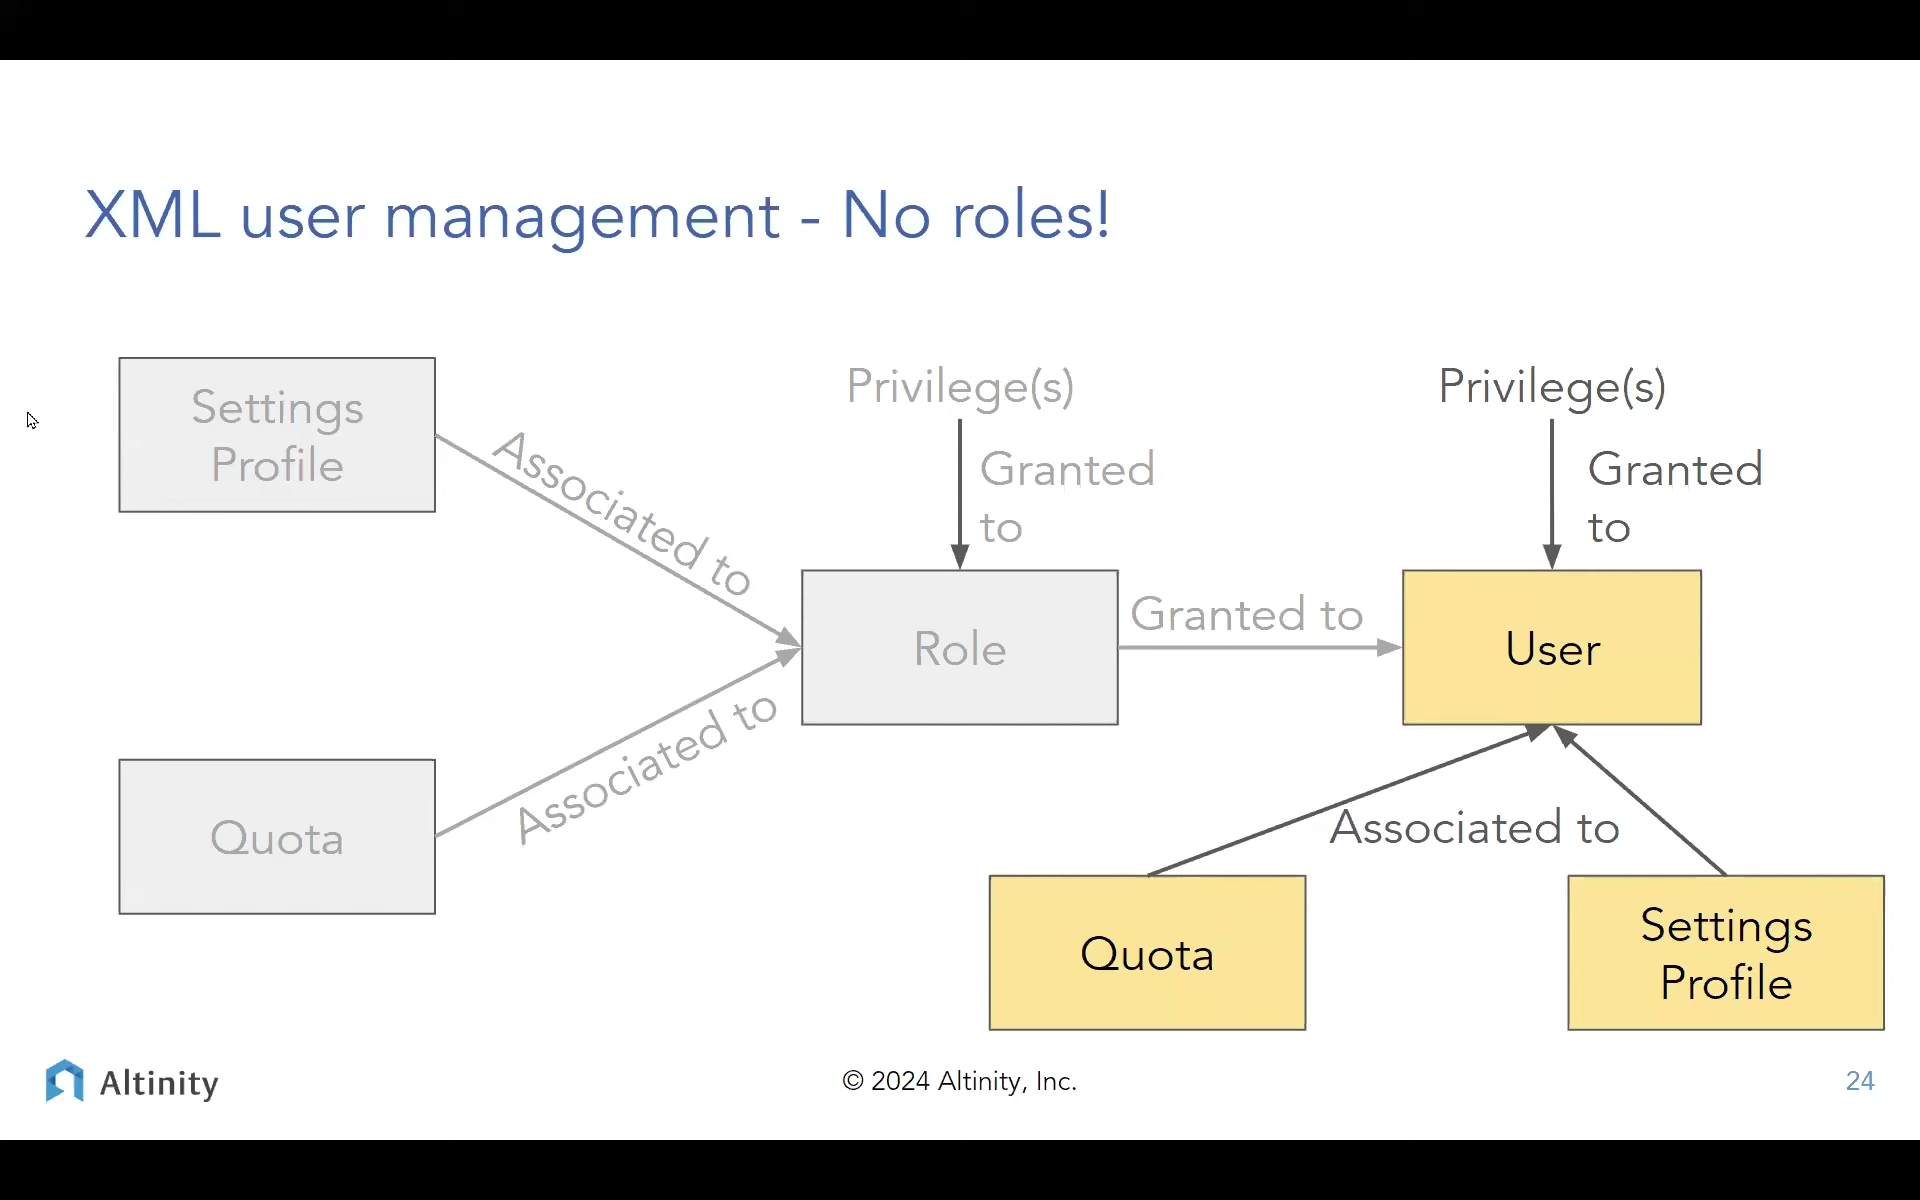 XML user management - No roles!
Settings
Profile
Associated to
Privilege(s)
Granted
to
Privilege(s)
Granted
to
Role
Granted to
User
Quota
Associated to
Associated to
Quota
Settings
Profile
Altinity
© 2024 Altinity, Inc.
24